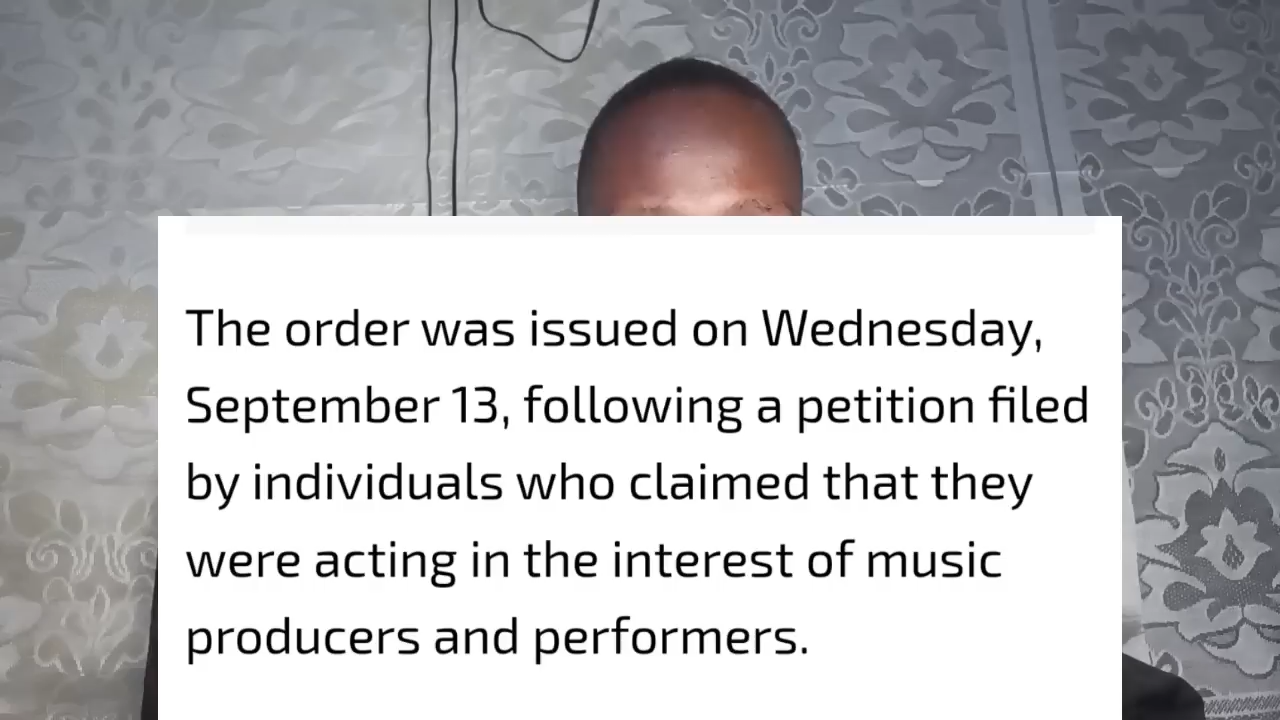 The order was issued on Wednesday,
September 13, following a petition filed
by individuals who claimed that they
were acting in the interest of music
producers and performers.